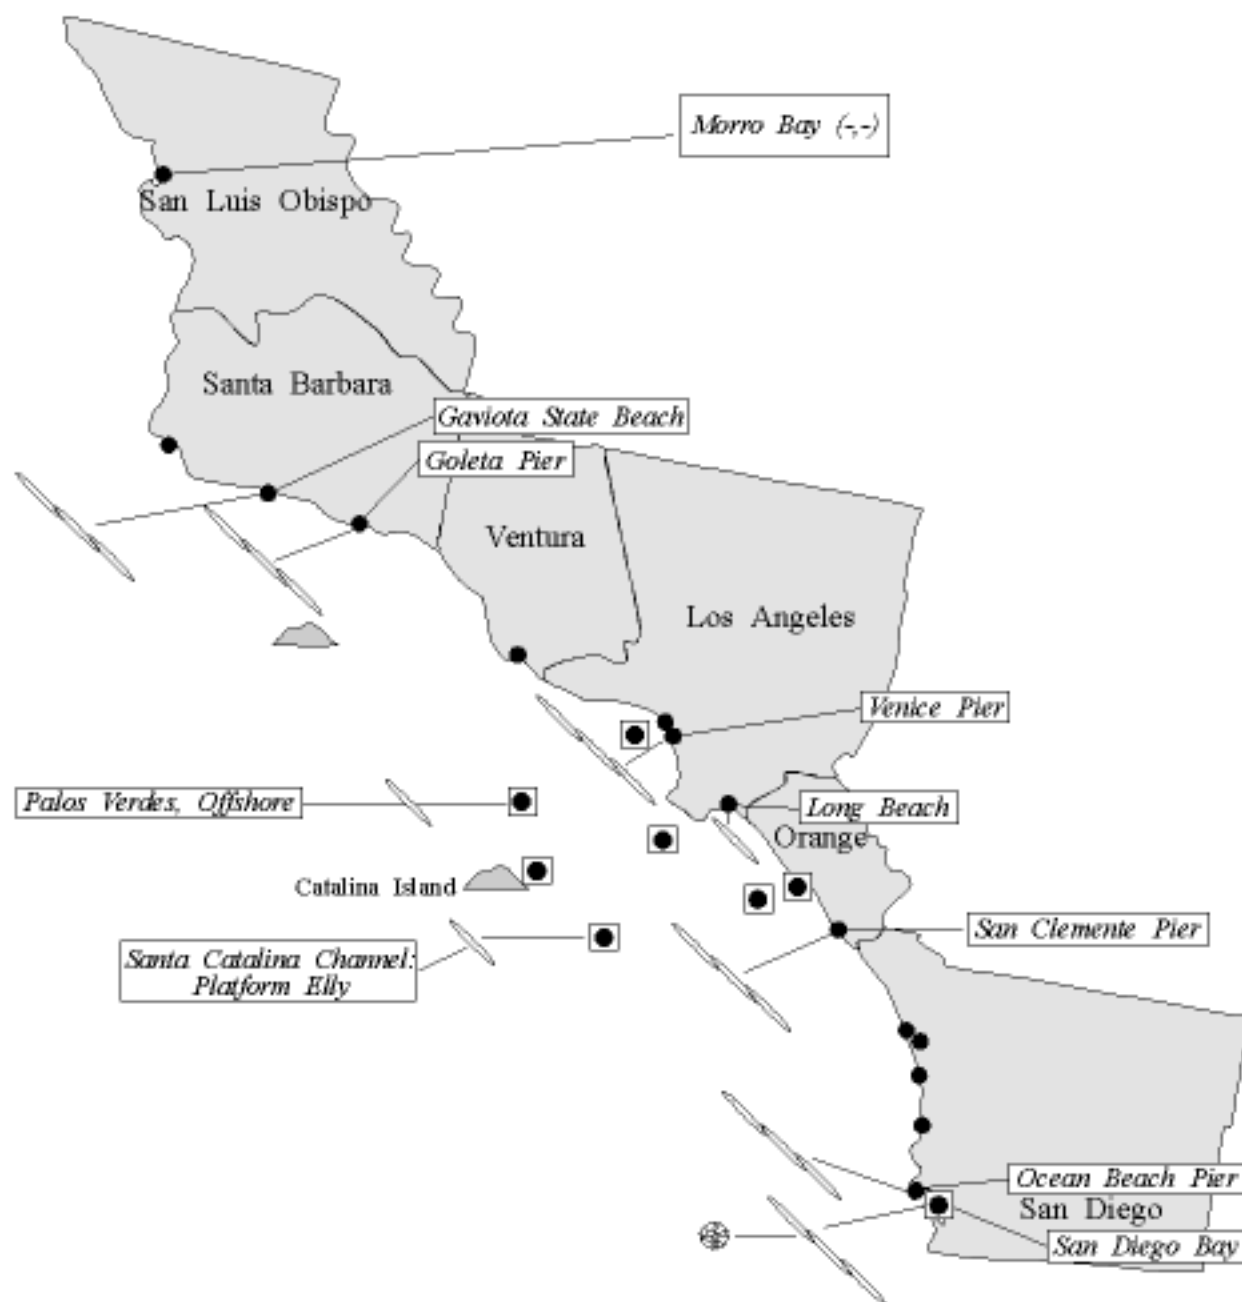 Morro Bay (-,-)
San Luis Obispo
Santa Barbara
Gaviota State Beach
Goleta Pier
Ventura
Los Angeles
Venice Pier
Palos Verdes, Offshore
Long Beach
Orange
Catalina Island
San Clemente Pier
Santa Catalina Channel:
Platform Elly
Ocean Beach Pier
San Diego
San Diego Bay